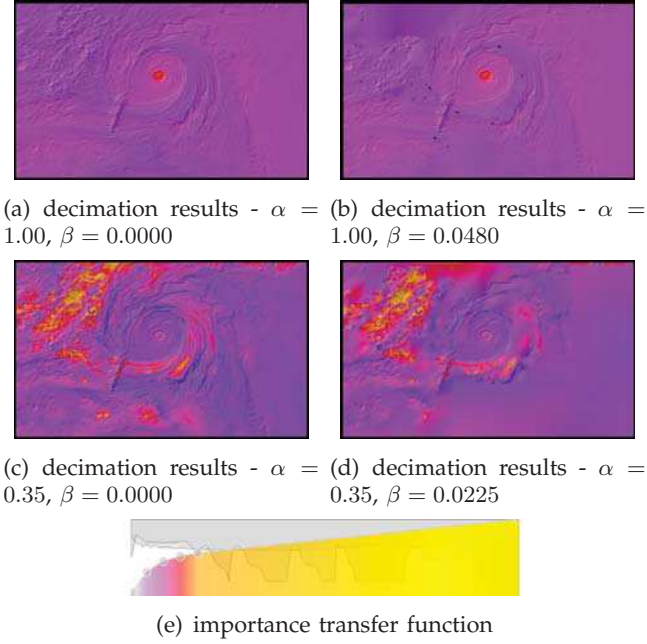 (a) decimation results - α = 1.00, β = 0.0000
(b) decimation results - α = 1.00, β = 0.0480
(c) decimation results - α = 0.35, β = 0.0000
(d) decimation results - α = 0.35, β = 0.0225
(e) importance transfer function